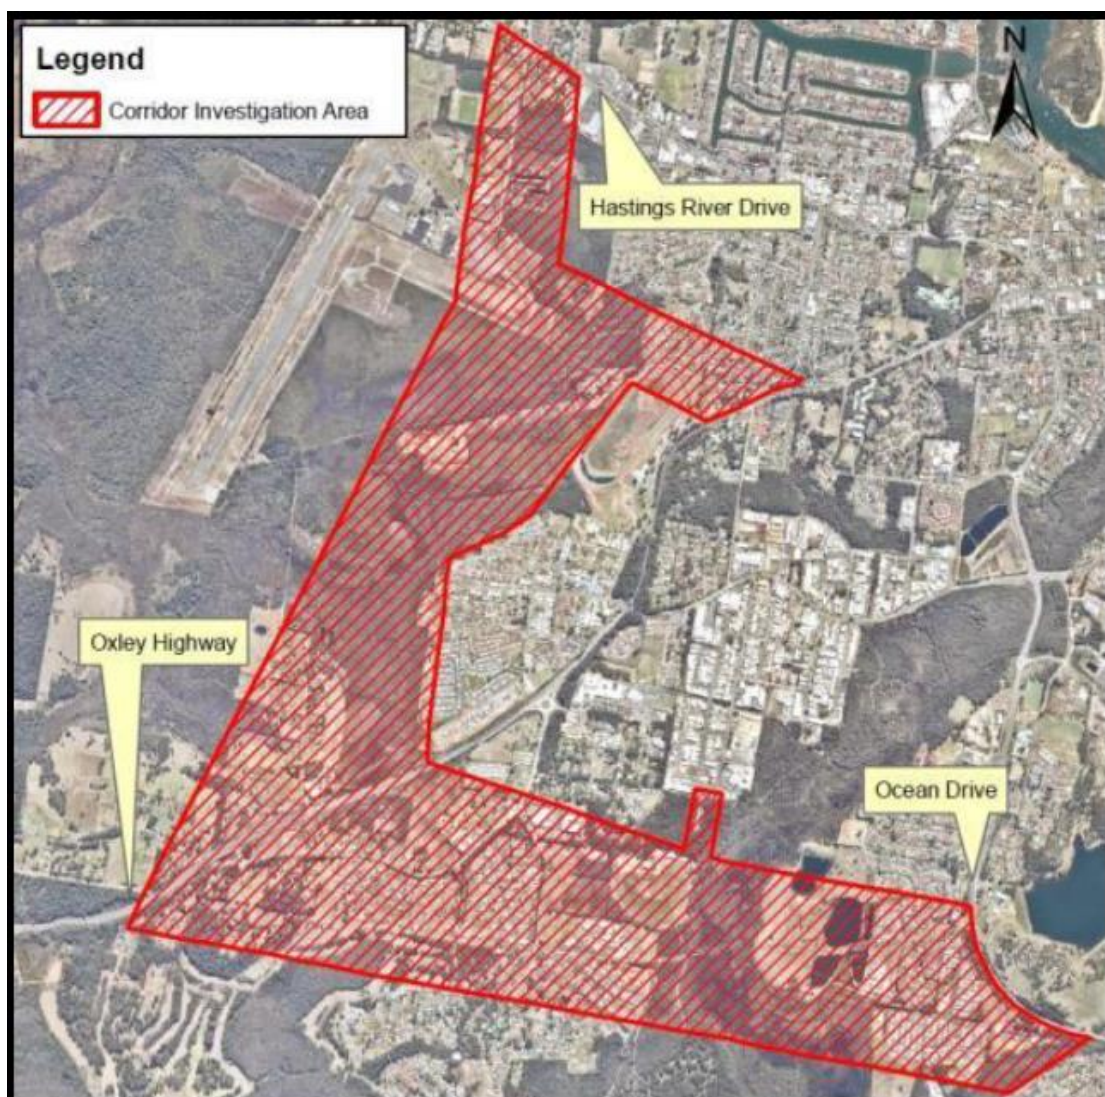 Legend
Corridor Investigation Area
N
Hastings River Drive
Oxley Highway
Ocean Drive